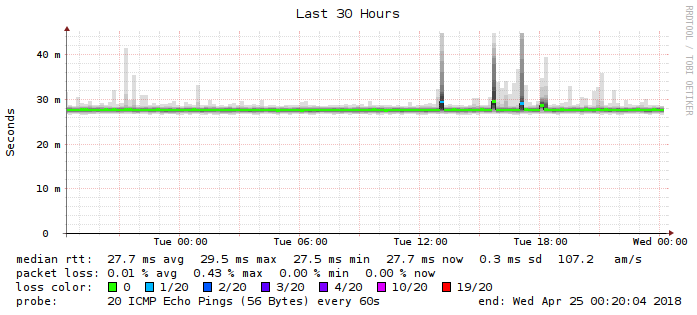 Last 30 Hours
RRDTOOL / TOBI OETIKER
Seconds
40 m
30 m
20 m
10 m
0
Tue 00:00 Tue 06:00 Tue 12:00 Tue 18:00 Wed 00:00
median rtt: 27.7 ms avg 29.5 ms max 27.5 ms min 27.7 ms now 0.3 ms sd 107.2 am/s
packet loss: 0.01 % avg 0.43 % max 0.00 % min 0.00 % now
loss color: 0 1/20 2/20 3/20 4/20 10/20 19/20
probe: 20 ICMP Echo Pings (56 Bytes) every 60s end: Wed Apr 25 00:20:04 2018